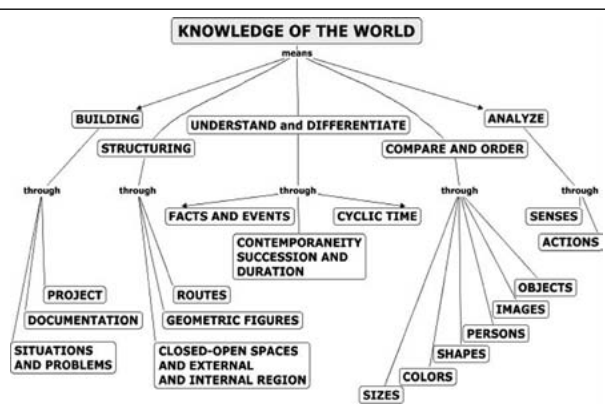 KNOWLEDGE OF THE WORLD
means
BUILDING
UNDERSTAND and DIFFERENTIATE
ANALYZE
STRUCTURING
COMPARE AND ORDER
through
through
through
through
through
FACTS AND EVENTS
CYCLIC TIME
SENSES
CONTEMPORANEITY
SUCCESSION AND
DURATION
ACTIONS
PROJECT
ROUTES
OBJECTS
DOCUMENTATION
GEOMETRIC FIGURES
IMAGES
PERSONS
SITUATIONS
AND PROBLEMS
CLOSED-OPEN SPACES
AND EXTERNAL
AND INTERNAL REGION
SHAPES
COLORS
SIZES